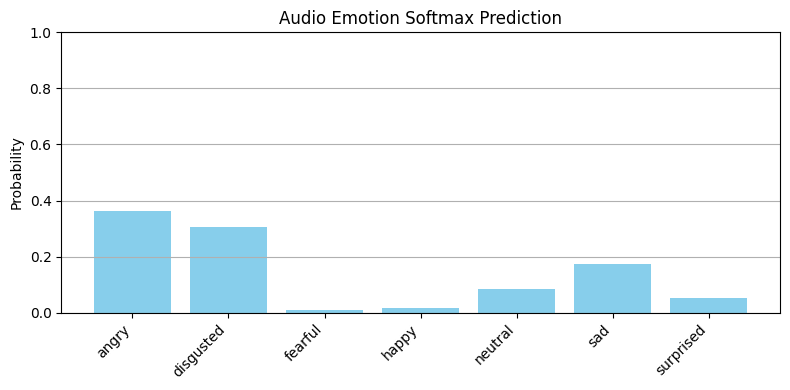 Audio Emotion Softmax Prediction
Probability
1.0
0.8
0.6
0.4
0.2
0.0
angry
disgusted
fearful
happy
neutral
sad
surprised